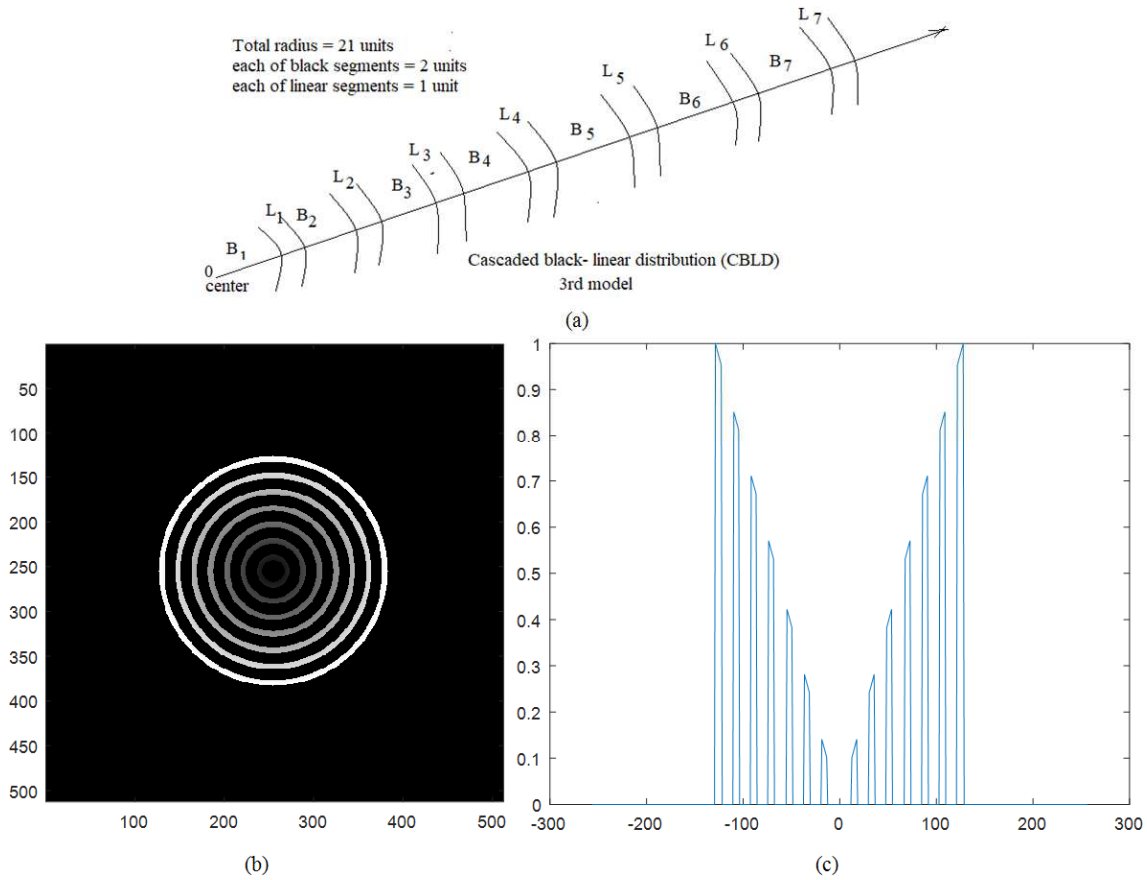 Total radius = 21 units
each of black segments = 2 units
each of linear segments = 1 unit
B1 L1 B2 L2 B3 L3 B4 L4 B5 L5 B6 L6 B7 L7
0
center
Cascaded black- linear distribution (CBLD)
3rd model
(a)
50
100
150
200
250
300
350
400
450
500
100 200 300 400 500
(b)
1
0.9
0.8
0.7
0.6
0.5
0.4
0.3
0.2
0.1
0
-300 -200 -100 0 100 200 300
(c)